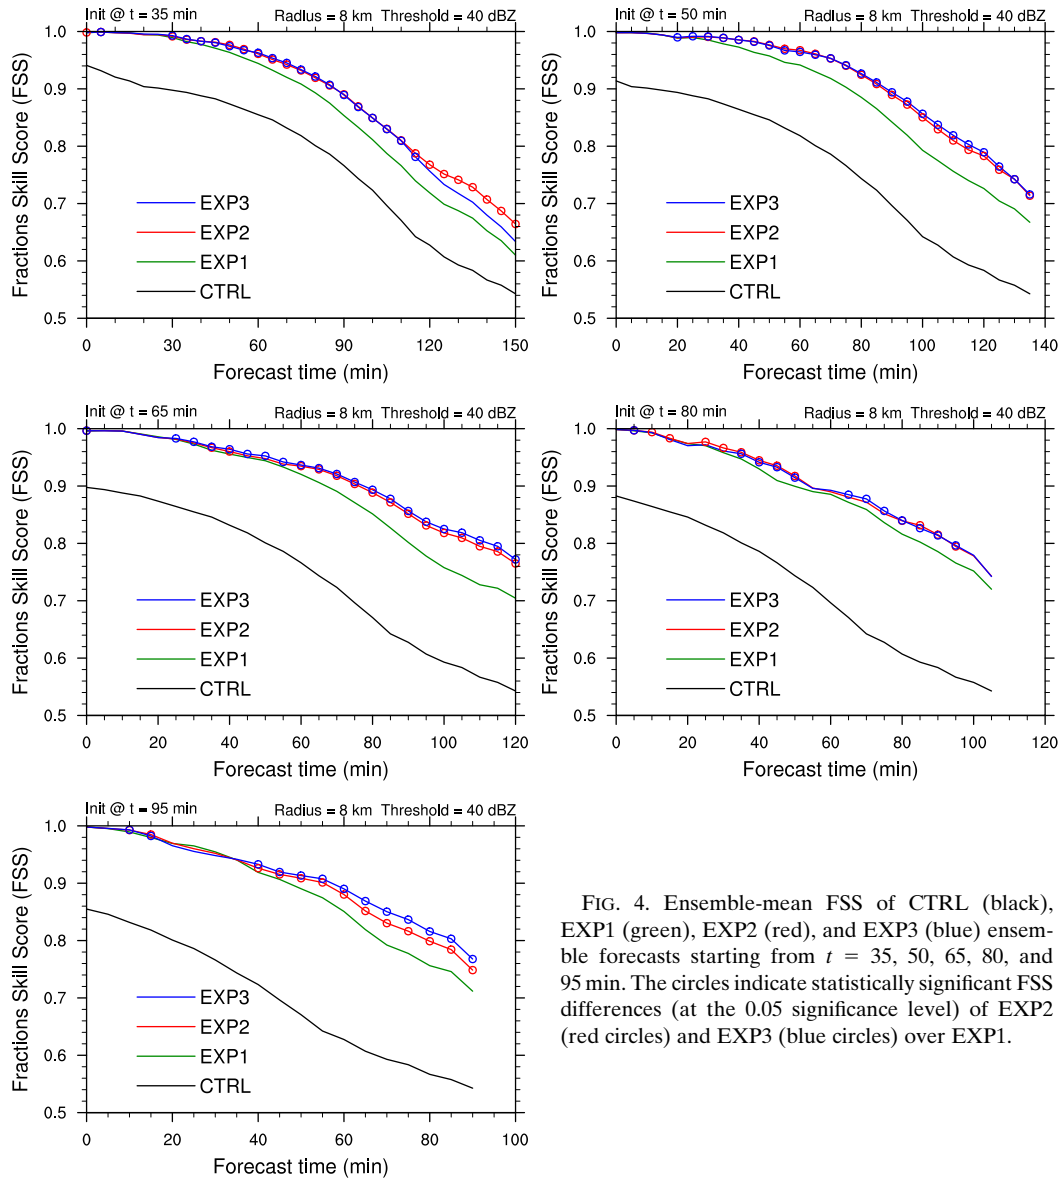 Init @ t = 35 min Radius = 8 km Threshold = 40 dBZ
Fractions Skill Score (FSS)
1.0
0.9
0.8
0.7
0.6
0.5
EXP3
EXP2
EXP1
CTRL
0 30 60 90 120 150
Forecast time (min)
Init @ t = 50 min Radius = 8 km Threshold = 40 dBZ
Fractions Skill Score (FSS)
1.0
0.9
0.8
0.7
0.6
0.5
EXP3
EXP2
EXP1
CTRL
0 20 40 60 80 100 120 140
Forecast time (min)
Init @ t = 65 min Radius = 8 km Threshold = 40 dBZ
Fractions Skill Score (FSS)
1.0
0.9
0.8
0.7
0.6
0.5
EXP3
EXP2
EXP1
CTRL
0 20 40 60 80 100 120
Forecast time (min)
Init @ t = 80 min Radius = 8 km Threshold = 40 dBZ
Fractions Skill Score (FSS)
1.0
0.9
0.8
0.7
0.6
0.5
EXP3
EXP2
EXP1
CTRL
0 20 40 60 80 100 120
Forecast time (min)
Init @ t = 95 min Radius = 8 km Threshold = 40 dBZ
Fractions Skill Score (FSS)
1.0
0.9
0.8
0.7
0.6
0.5
EXP3
EXP2
EXP1
CTRL
0 20 40 60 80 100
Forecast time (min)
FIG. 4. Ensemble-mean FSS of CTRL (black),
EXP1 (green), EXP2 (red), and EXP3 (blue) ensem-
ble forecasts starting from t = 35, 50, 65, 80, and
95 min. The circles indicate statistically significant FSS
differences (at the 0.05 significance level) of EXP2
(red circles) and EXP3 (blue circles) over EXP1.